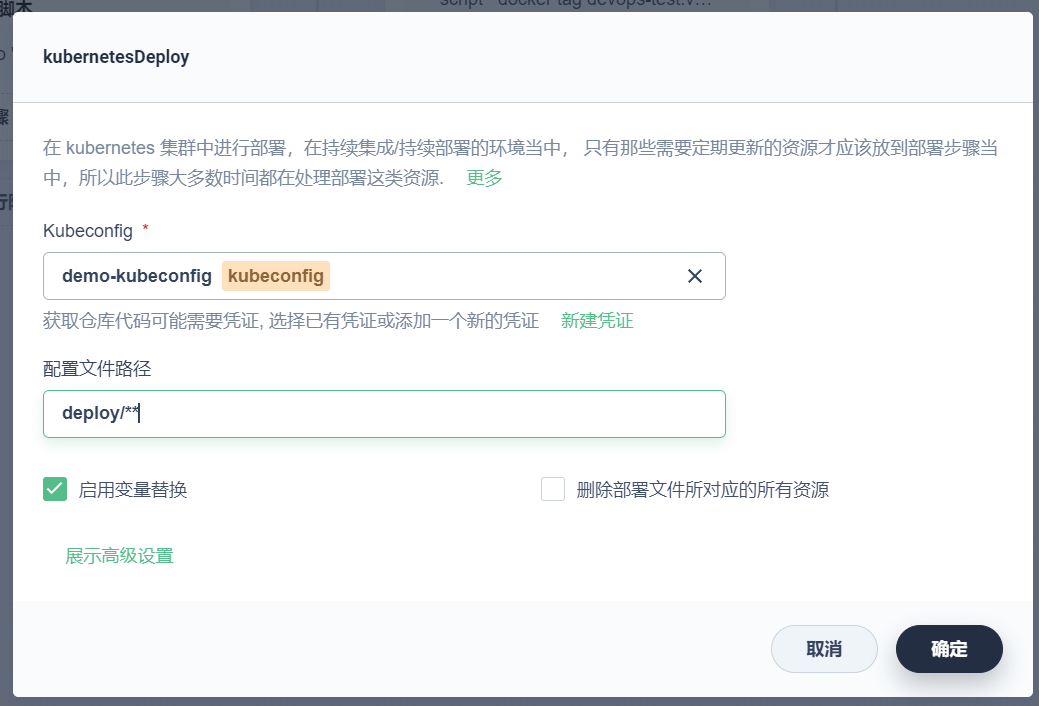 脚本
script docker tag devops-test:v...
kubernetesDeploy
在 kubernetes 集群中进行部署，在持续集成/持续部署的环境当中， 只有那些需要定期更新的资源才应该放到部署步骤当
中，所以此步骤大多数时间都在处理部署这类资源. 更多
Kubeconfig *
demo-kubeconfig kubeconfig
获取仓库代码可能需要凭证, 选择已有凭证或添加一个新的凭证 新建凭证
配置文件路径
deploy/**
启用变量替换 删除部署文件所对应的所有资源
展示高级设置
取消 确定